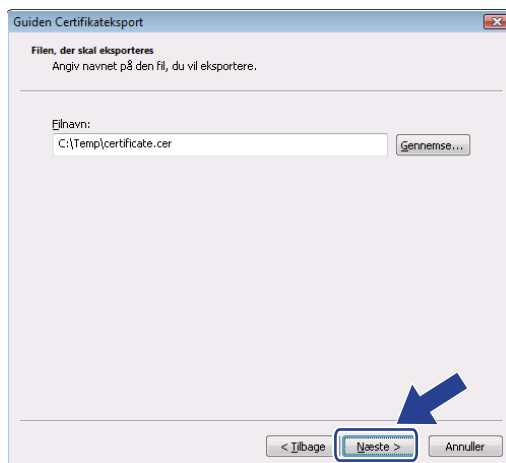 Guiden Certifikateksport
Filen, der skal eksporteres
Angiv navnet på den fil, du vil eksportere.
Filnavn:
C:\Temp\certificate.cer
Gennemse...
< Tilbage
Næste >
Annuller